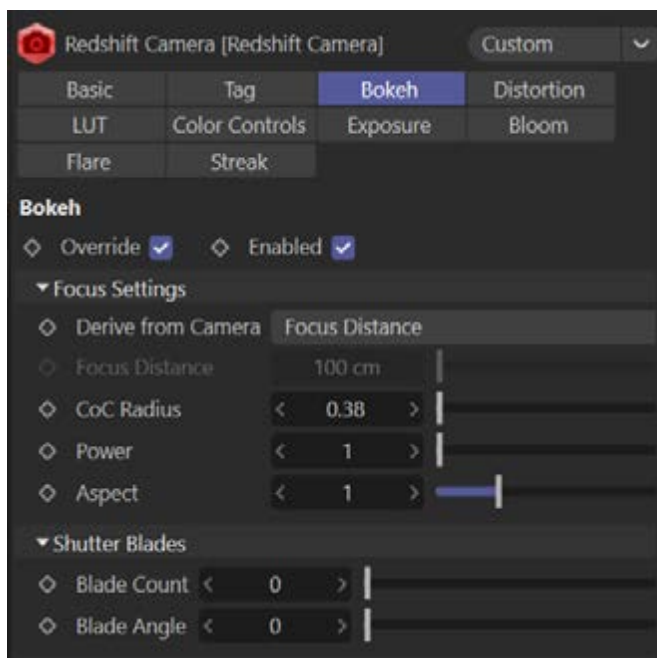 Redshift Camera [Redshift Camera] Custom
Basic Tag Bokeh Distortion
LUT Color Controls Exposure Bloom
Flare Streak
Bokeh
Override Enabled
Focus Settings
Derive from Camera Focus Distance
Focus Distance 100 cm
CoC Radius < 0.38 >
Power < 1 >
Aspect < 1 >
Shutter Blades
Blade Count < 0 >
Blade Angle < 0 >